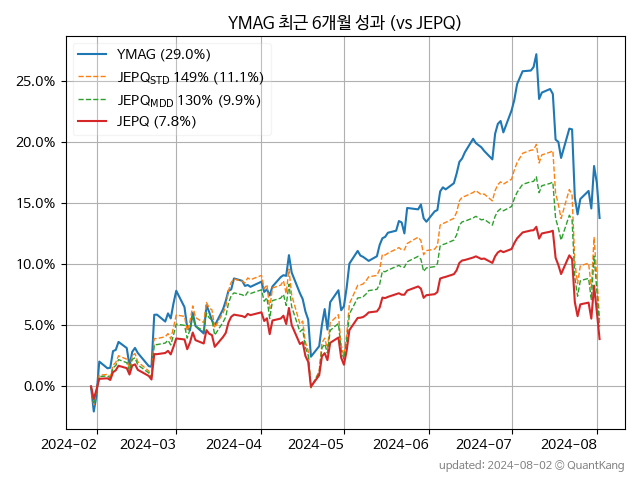 YMAG 최근 6개월 성과 (vs JEPQ)
YMAG (29.0%)
JEPQSTD 149% (11.1%)
JEPQMDD 130% (9.9%)
JEPQ (7.8%)
25.0%
20.0%
15.0%
10.0%
5.0%
0.0%
2024-02 2024-03 2024-04 2024-05 2024-06 2024-07 2024-08
updated: 2024-08-02 © QuantKang